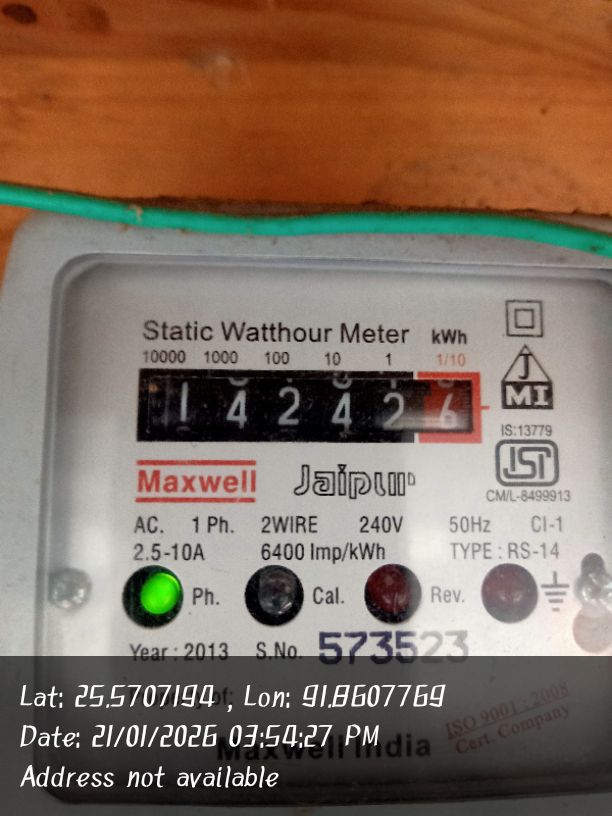 Static Watthour Meter kWh
10000 1000 100 10 1 1/10
1 4 2 4 2 6
J
MI
IS:13779
ISI
CM/L-8499913
Maxwell Jaipur
AC. 1 Ph. 2WIRE 240V 50Hz Cl-1
2.5-10A 6400 Imp/kWh TYPE : RS-14
Ph. Cal. Rev.
Year : 2013 S.No. 573523
Lat: 25.5707194 , Lon: 91.8607769
Date: 21/01/2026 03:54:27 PM
Address not available
ISO 9001 : 2008
Cert. Company
Maxwell India